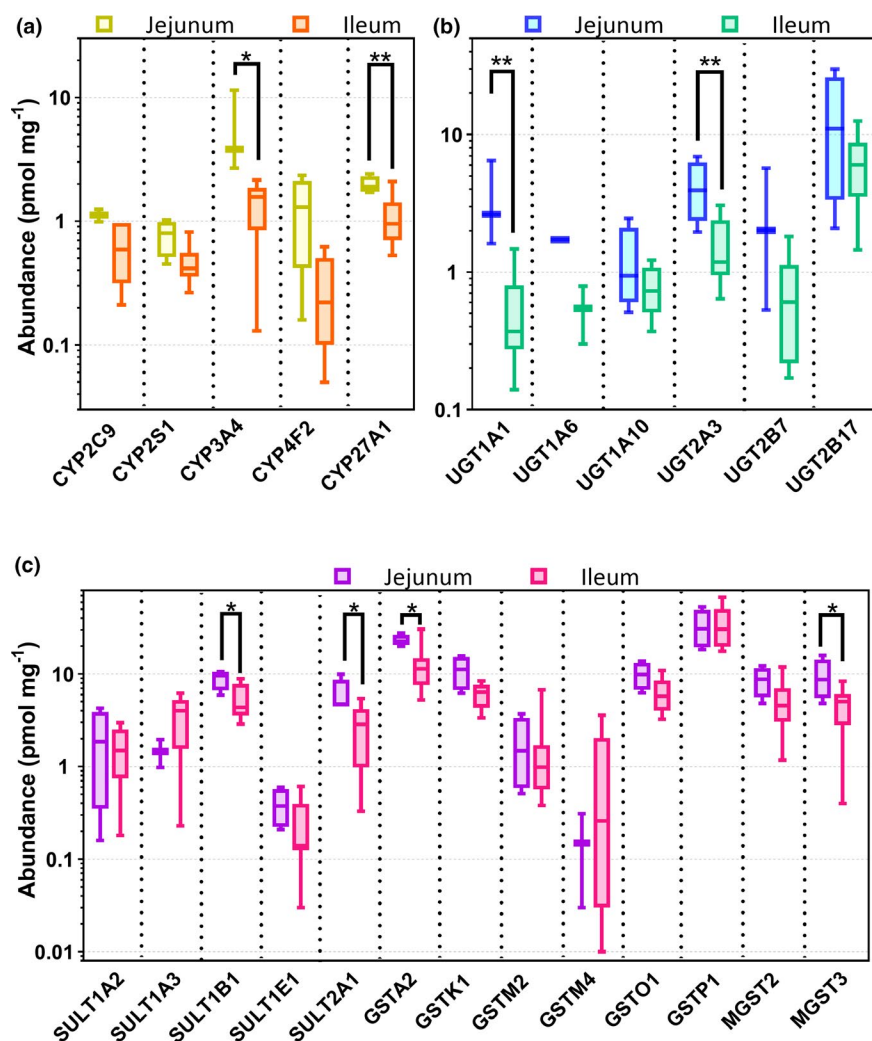 (a) Jejunum Ileum
Abundance (pmol mg-1)
10
1
0.1
* **
CYP2C9 CYP2S1 CYP3A4 CYP4F2 CYP27A1
(b) Jejunum Ileum
10
1
0.1
** **
UGT1A1 UGT1A6 UGT1A10 UGT2A3 UGT2B7 UGT2B17
(c) Jejunum Ileum
Abundance (pmol mg-1)
10
1
0.1
0.01
* * * *
SULT1A2 SULT1A3 SULT1B1 SULT1E1 SULT2A1 GSTA2 GSTK1 GSTM2 GSTM4 GSTO1 GSTP1 MGST2 MGST3